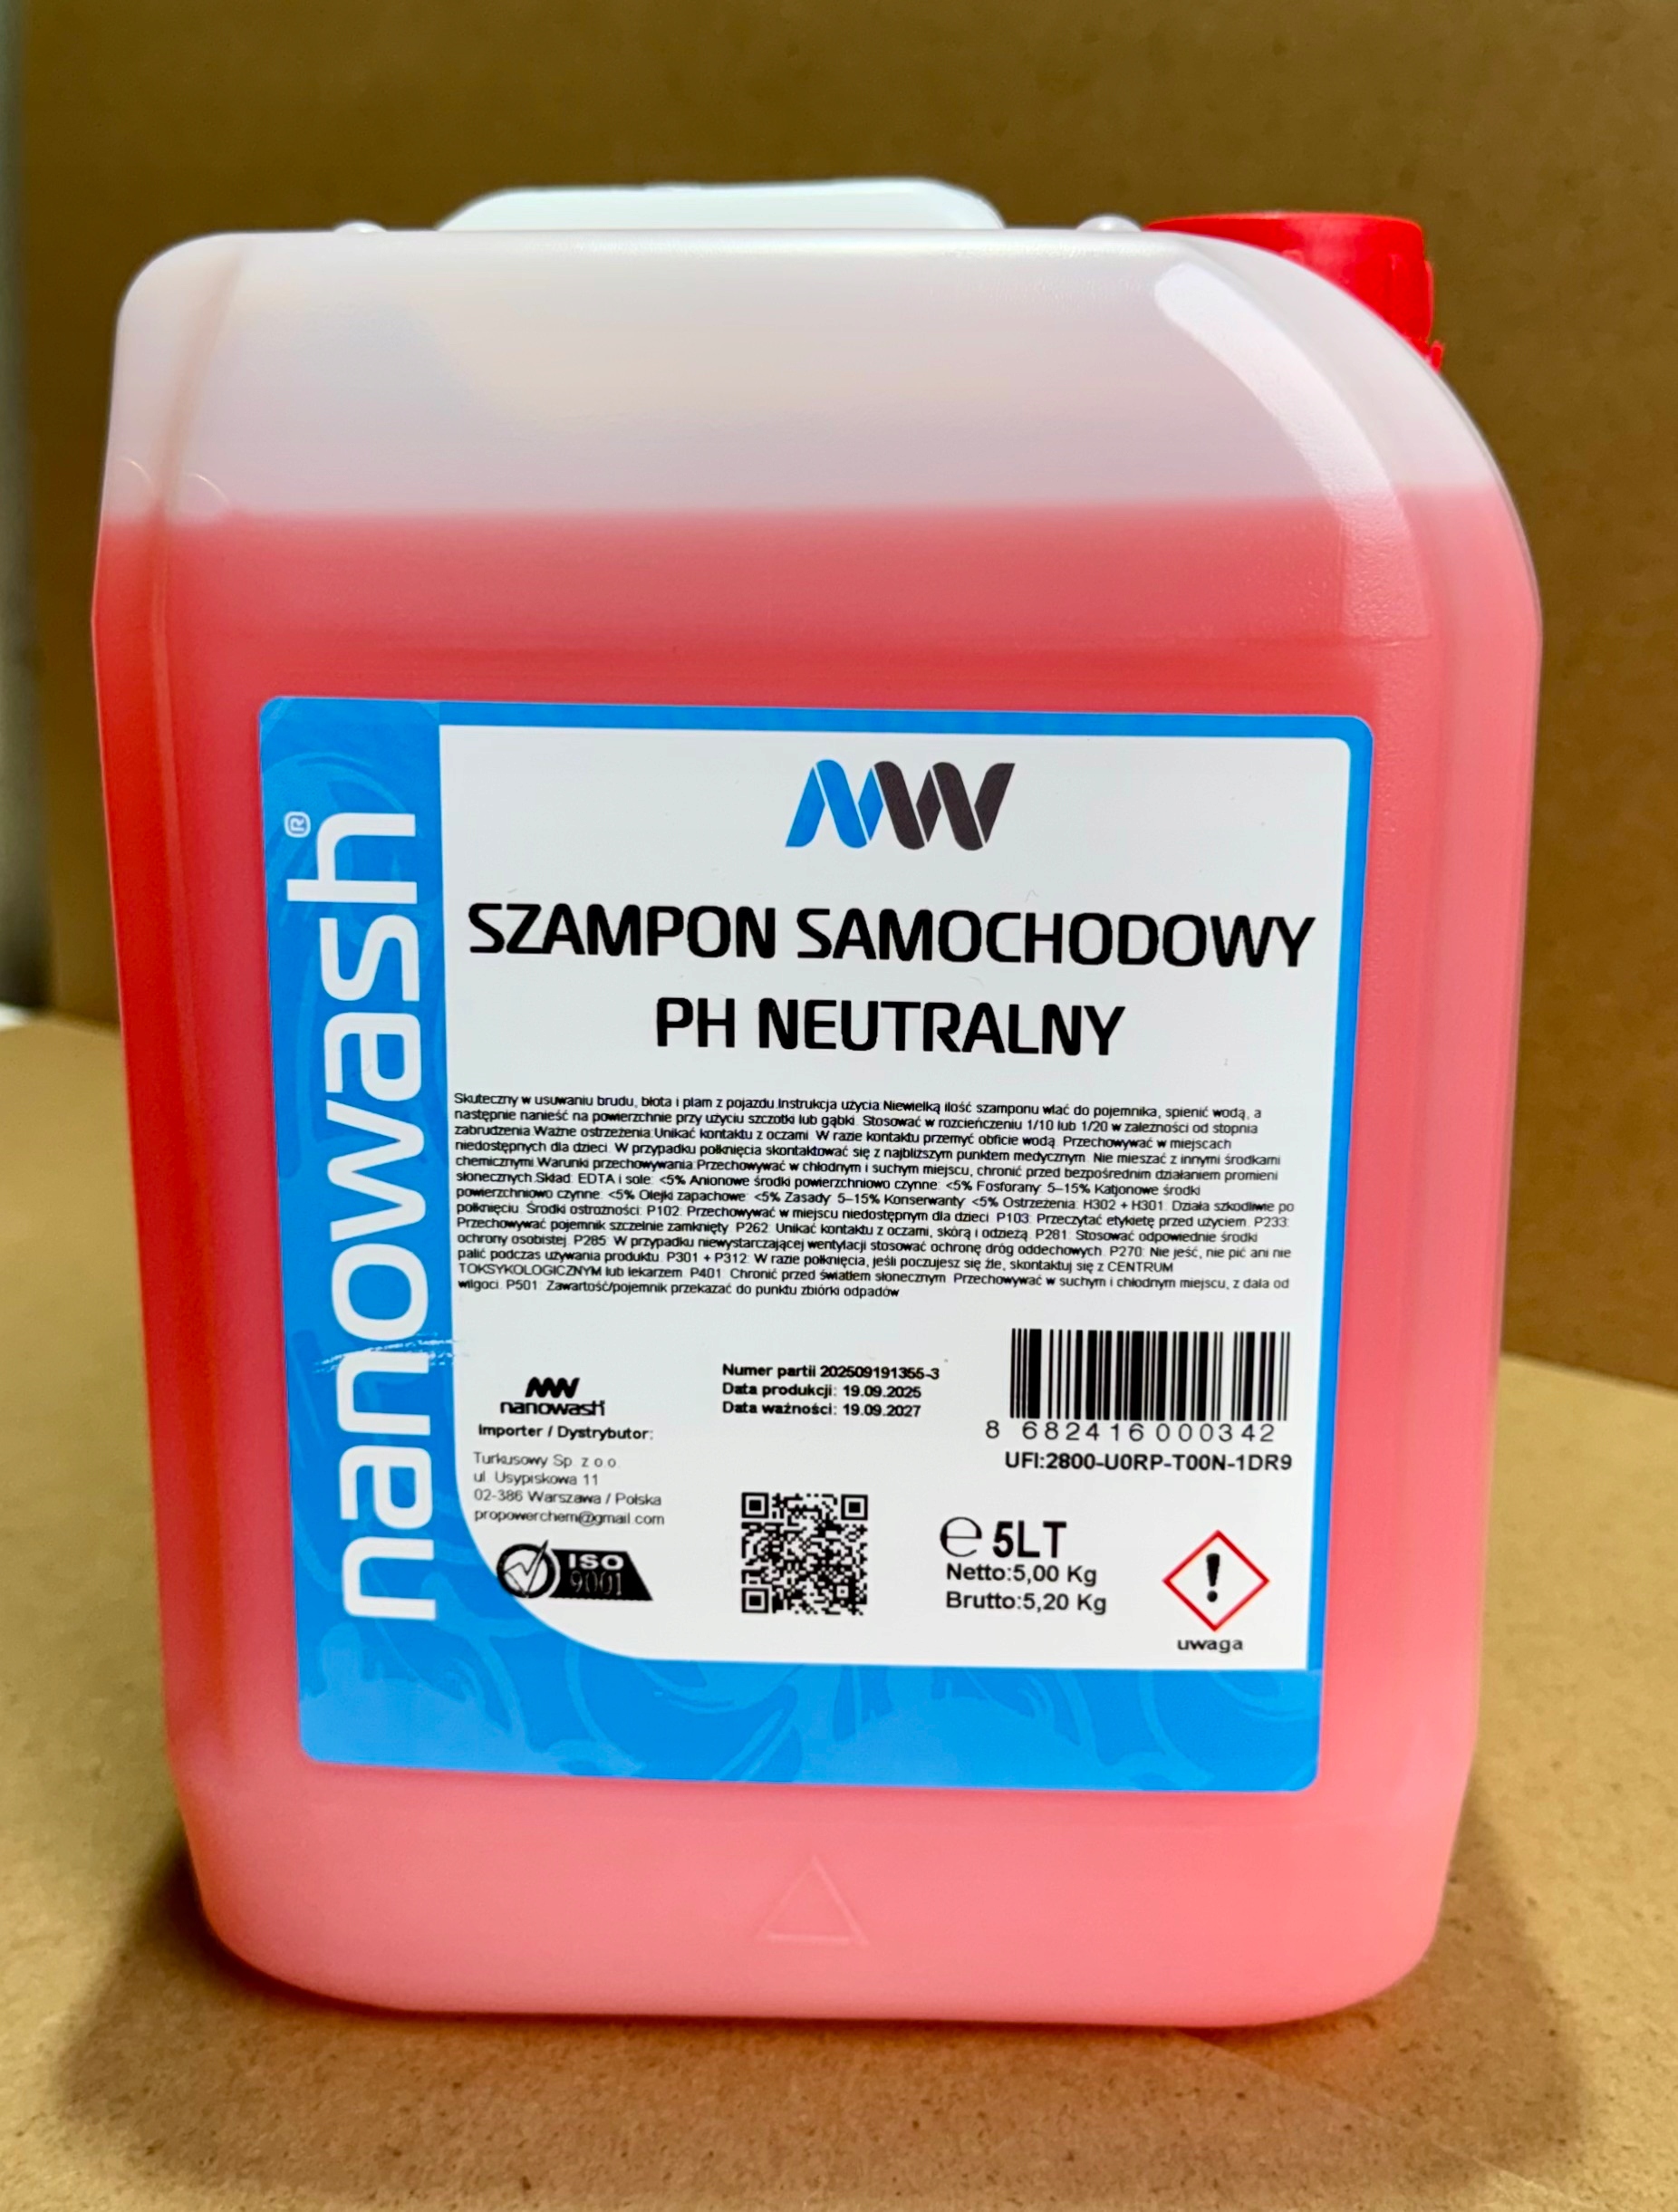 nanowash®
MW
SZAMPON SAMOCHODOWY
PH NEUTRALNY
Skuteczny w usuwaniu brudu, błota i plam z pojazdu.Instrukcja użycia:Niewielką ilość szamponu wlać do pojemnika, spienić wodą, a
następnie nanieść na powierzchnie przy użyciu szczotki lub gąbki. Stosować w rozcieńczeniu 1/10 lub 1/20 w zależności od stopnia
zabrudzenia.Ważne ostrzeżenia:Unikać kontaktu z oczami. W razie kontaktu przemyć obficie wodą. Przechowywać w miejscach
niedostępnych dla dzieci. W przypadku połknięcia skontaktować się z najbliższym punktem medycznym. Nie mieszać z innymi środkami
chemicznymi.Warunki przechowywania:Przechowywać w chłodnym i suchym miejscu, chronić przed bezpośrednim działaniem promieni
słonecznych.Skład: EDTA i sole: <5% Anionowe środki powierzchniowo czynne: <5% Fosforany: 5–15% Kationowe środki
powierzchniowo czynne: <5% Olejki zapachowe: <5% Zasady: 5–15% Konserwanty: <5% Ostrzeżenia: H302 + H301: Działa szkodliwie po
połknięciu. Środki ostrożności: P102: Przechowywać w miejscu niedostępnym dla dzieci. P103: Przeczytać etykietę przed użyciem. P233:
Przechowywać pojemnik szczelnie zamknięty. P262: Unikać kontaktu z oczami, skórą i odzieżą. P281: Stosować odpowiednie środki
ochrony osobistej. P285: W przypadku niewystarczającej wentylacji stosować ochronę dróg oddechowych. P270: Nie jeść, nie pić ani nie
palić podczas używania produktu. P301 + P312: W razie połknięcia, jeśli poczujesz się źle, skontaktuj się z CENTRUM
TOKSYKOLOGICZNYM lub lekarzem. P401: Chronić przed światłem słonecznym. Przechowywać w suchym i chłodnym miejscu, z dala od
wilgoci. P501: Zawartość/pojemnik przekazać do punktu zbiórki odpadów
nanowash
Importer / Dystrybutor:
Turkusowy Sp. z o.o.
ul. Usypiskowa 11
02-386 Warszawa / Polska
propowerchem@gmail.com
ISO
9001
Numer partii 202509191355-3
Data produkcji: 19.09.2025
Data ważności: 19.09.2027
8 682416 000342
UFI:2800-U0RP-T00N-1DR9
℮ 5LT
Netto:5,00 Kg
Brutto:5,20 Kg
uwaga